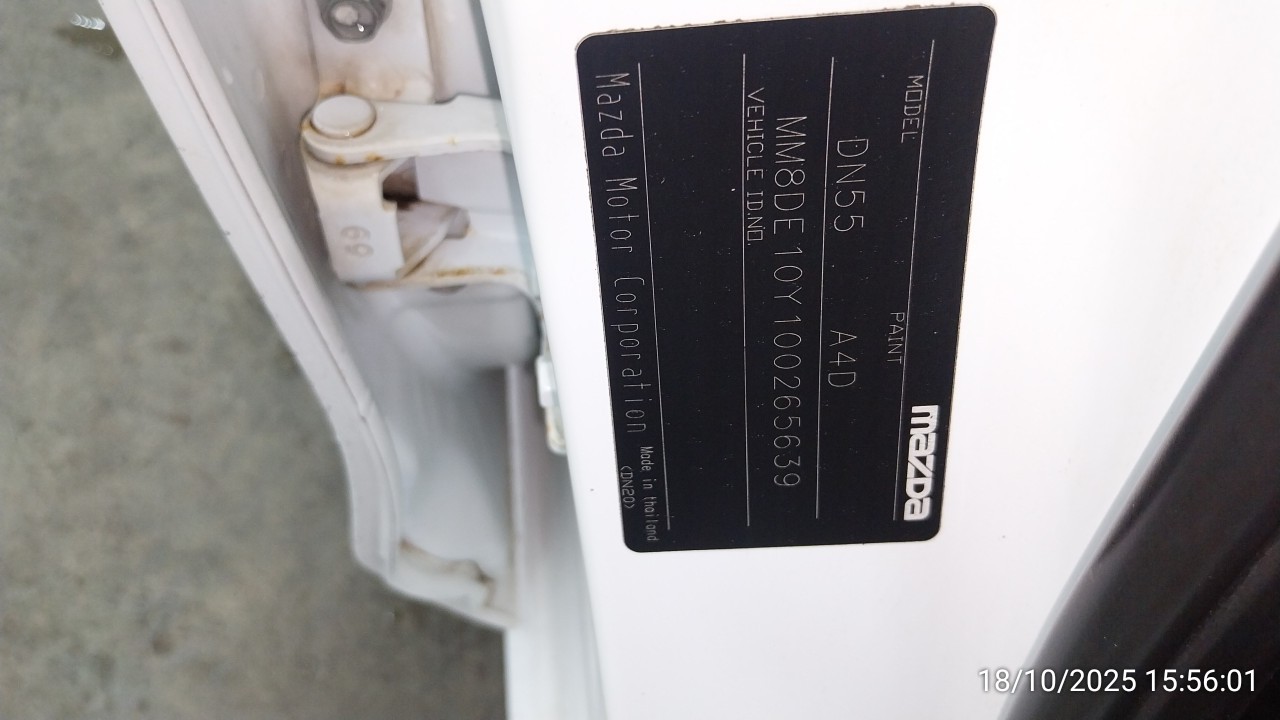 mazda
MODEL PAINT
DN55 A4D
MM8DE10Y100265639
VEHICLE ID.NO.
Mazda Motor Corporation Made in thailand
<DN20>
69
18/10/2025 15:56:01